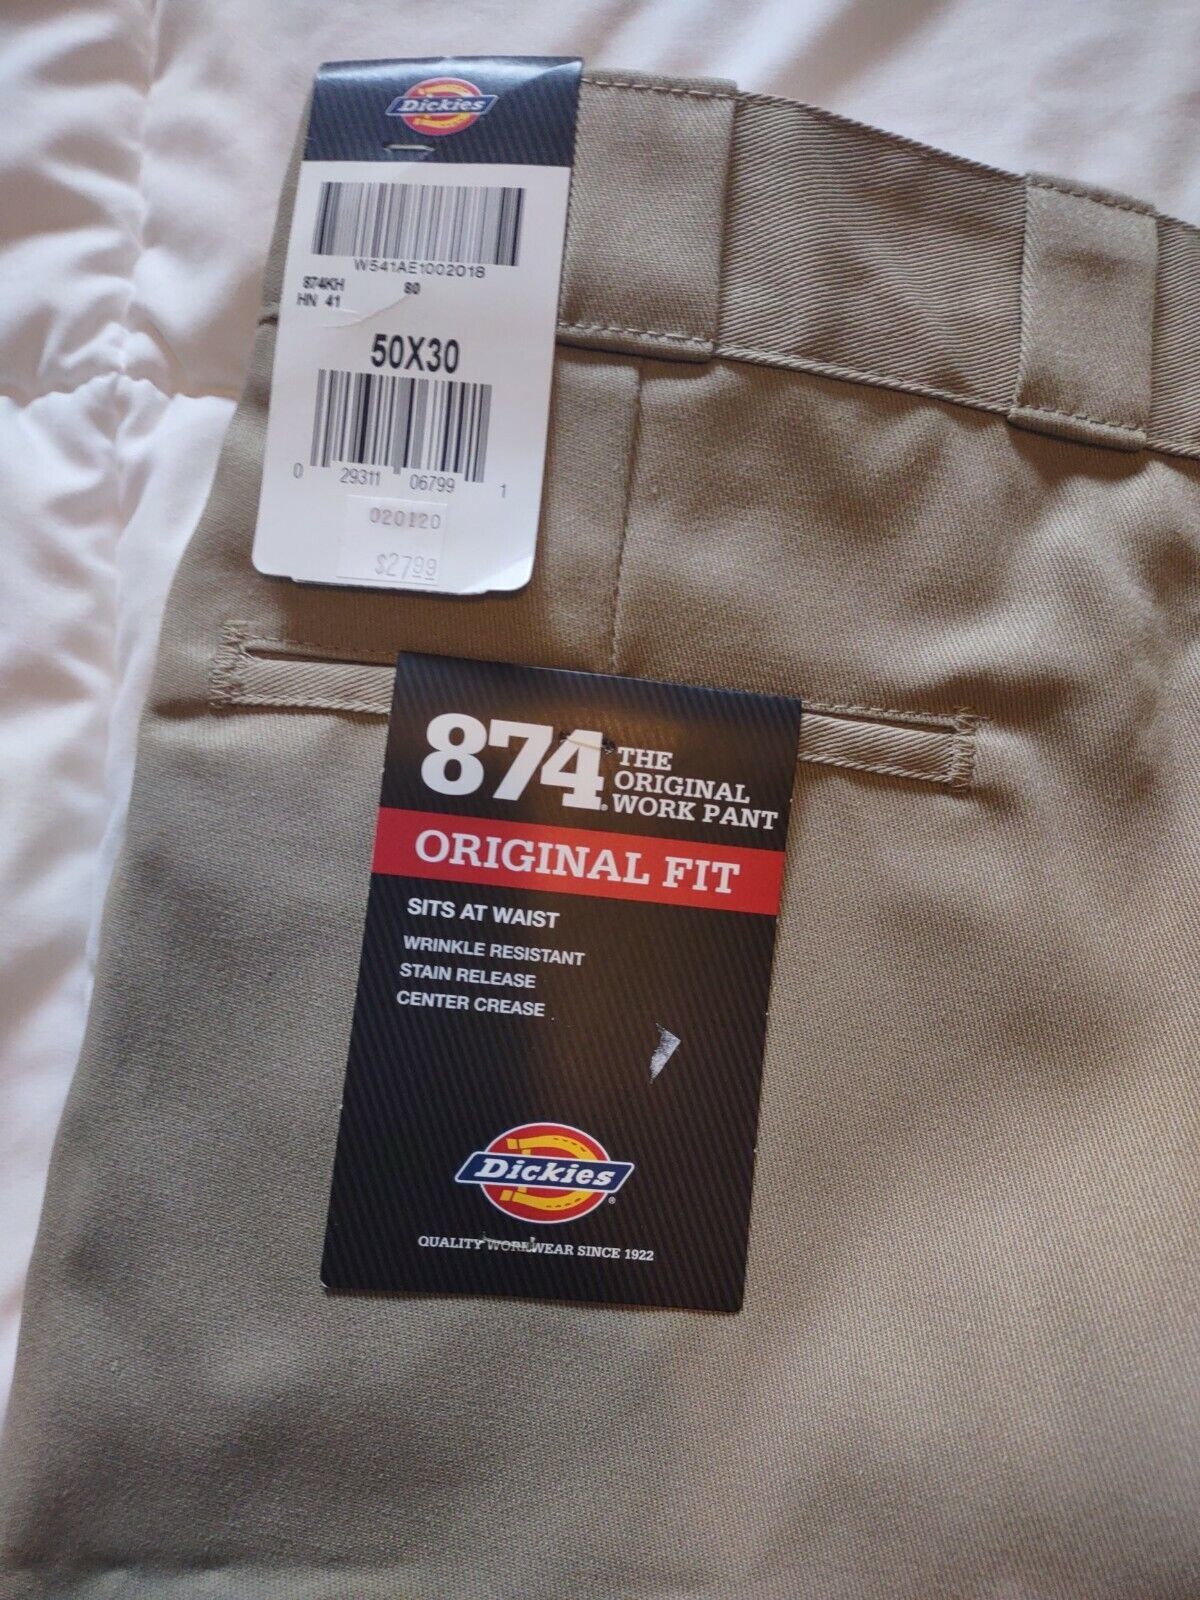 Dickies
W541AE1002018
874KH 80
HN 41
50X30
0 29311 06799 1
020120
$27.99
874 THE
ORIGINAL
WORK PANT
ORIGINAL FIT
SITS AT WAIST
WRINKLE RESISTANT
STAIN RELEASE
CENTER CREASE
Dickies®
QUALITY WORKWEAR SINCE 1922